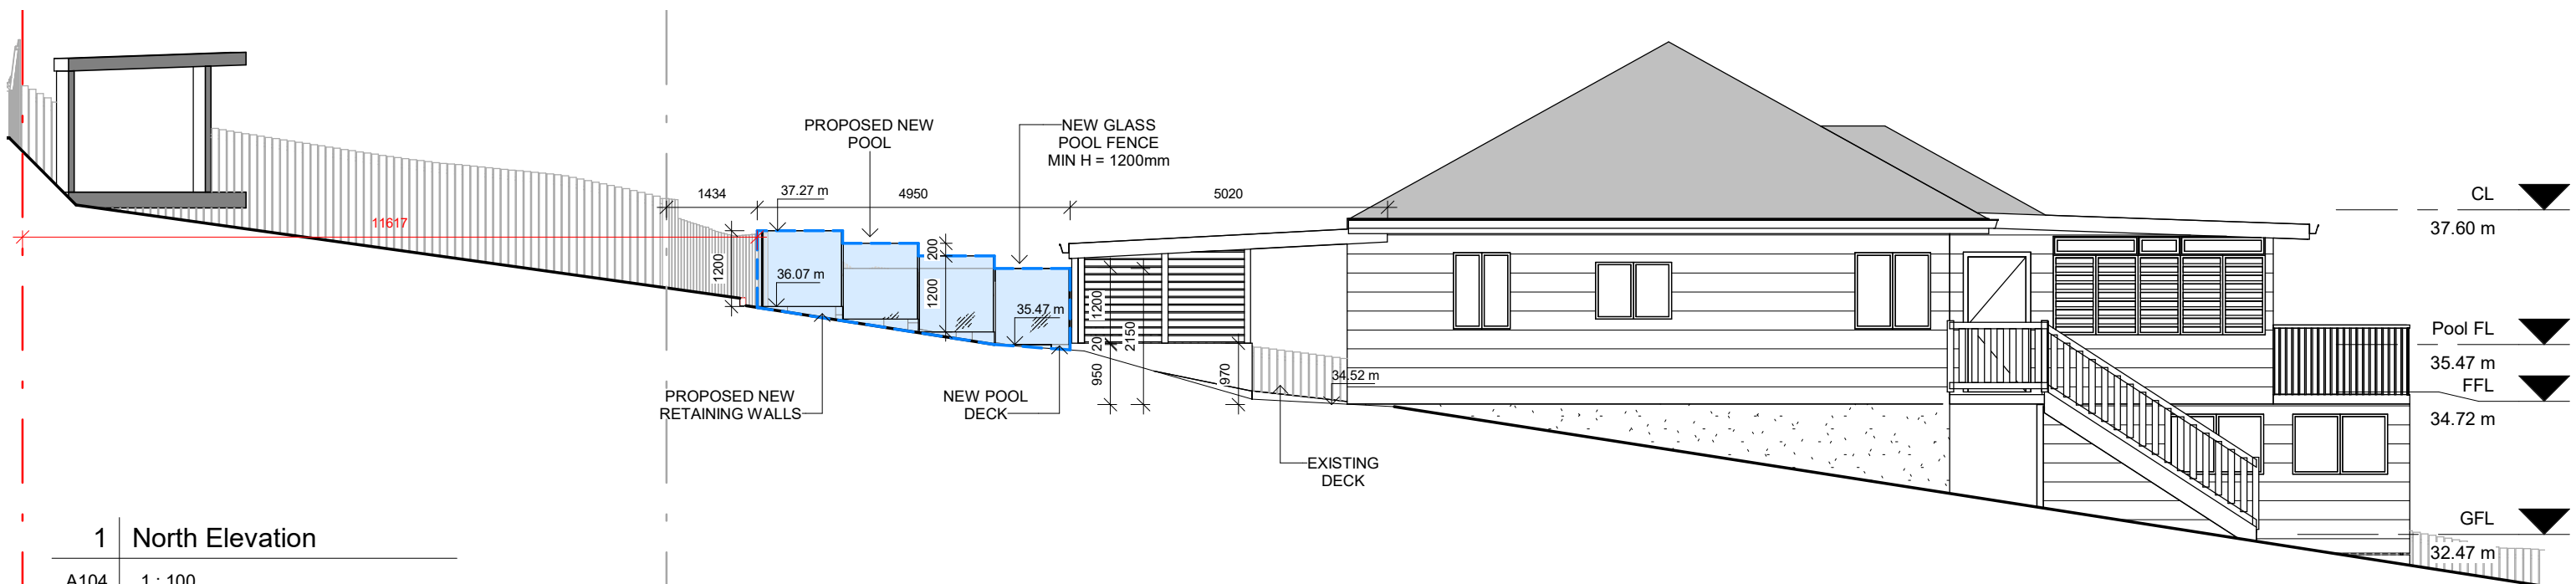 PROPOSED NEW
POOL
NEW GLASS
POOL FENCE
MIN H = 1200mm
1434
37.27 m
4950
5020
11617
1200
36.07 m
200
1200
35.47 m
1200
20
2150
950
970
34.52 m
PROPOSED NEW
RETAINING WALLS
NEW POOL
DECK
EXISTING
DECK
CL
37.60 m
Pool FL
35.47 m
FFL
34.72 m
GFL
32.47 m
1 North Elevation
A104 1 : 100